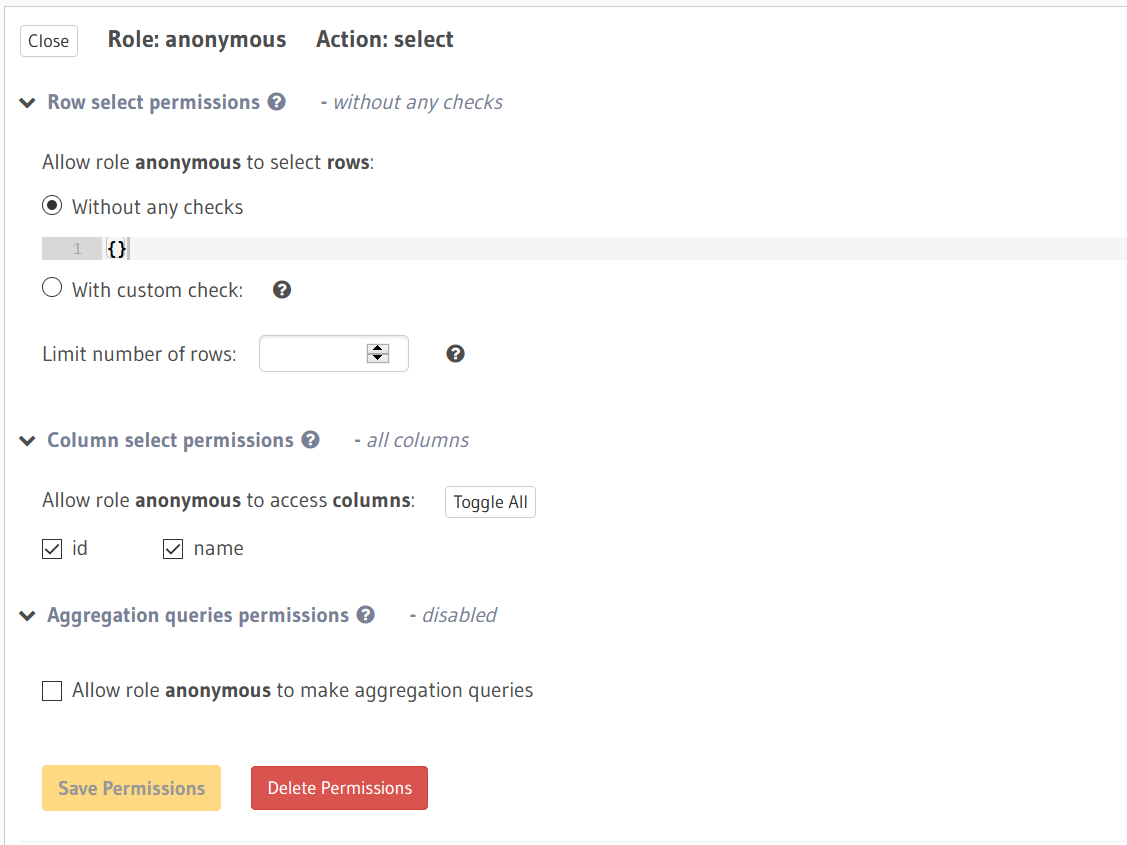 Close Role: anonymous Action: select
Row select permissions ? - without any checks
Allow role anonymous to select rows:
Without any checks
1 {}
With custom check: ?
Limit number of rows: ?
Column select permissions ? - all columns
Allow role anonymous to access columns: Toggle All
id name
Aggregation queries permissions ? - disabled
Allow role anonymous to make aggregation queries
Save Permissions Delete Permissions